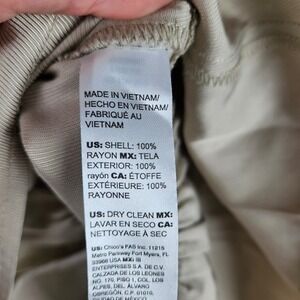 MADE IN VIETNAM/
HECHO EN VIETNAM/
FABRIQUÉ AU
VIETNAM
US: SHELL: 100%
RAYON MX: TELA
EXTERIOR: 100%
rayón CA: ÉTOFFE
EXTÉRIEURE: 100%
RAYONNE
US: DRY CLEAN MX:
LAVAR EN SECO CA:
NETTOYAGE À SEC
US: Chico's FAS Inc. 11215
Metro Parkway Fort Myers, FL
33966 USA MX: III
ENTERPRISES S.A. DE C.V.
CALZADA DE LOS LEONES
NO. 170, PISO 1, COL. LOS
ALPES, DEL. ÁLVARO
OBREGÓN, C.P. 01010,